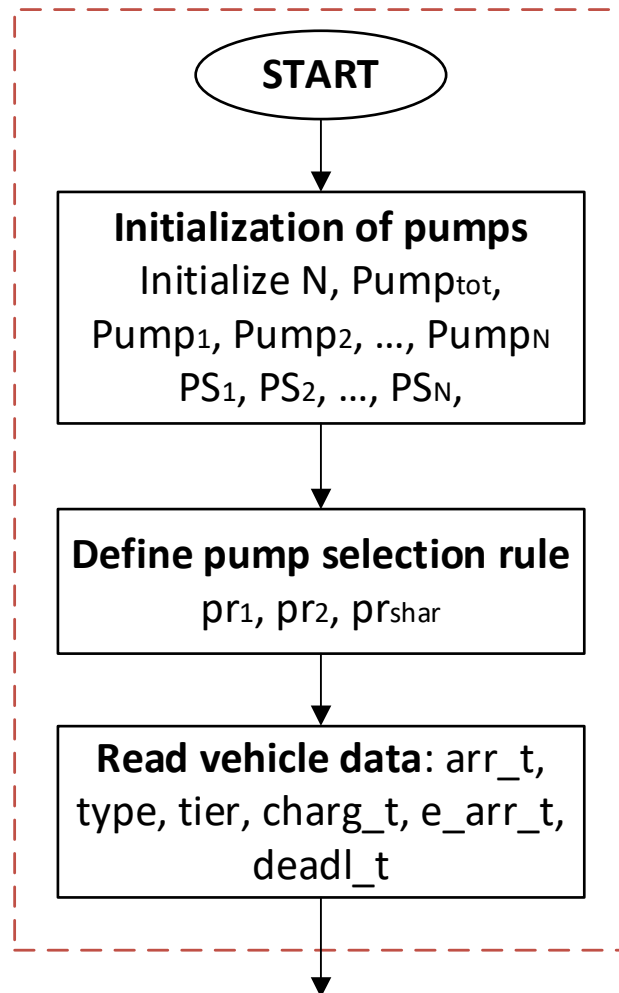 START
Initialization of pumps
Initialize N, Pumptot,
Pump1, Pump2, ..., PumpN
PS1, PS2, ..., PSN,
Define pump selection rule
pr1, pr2, prshar
Read vehicle data: arr_t,
type, tier, charg_t, e_arr_t,
deadl_t